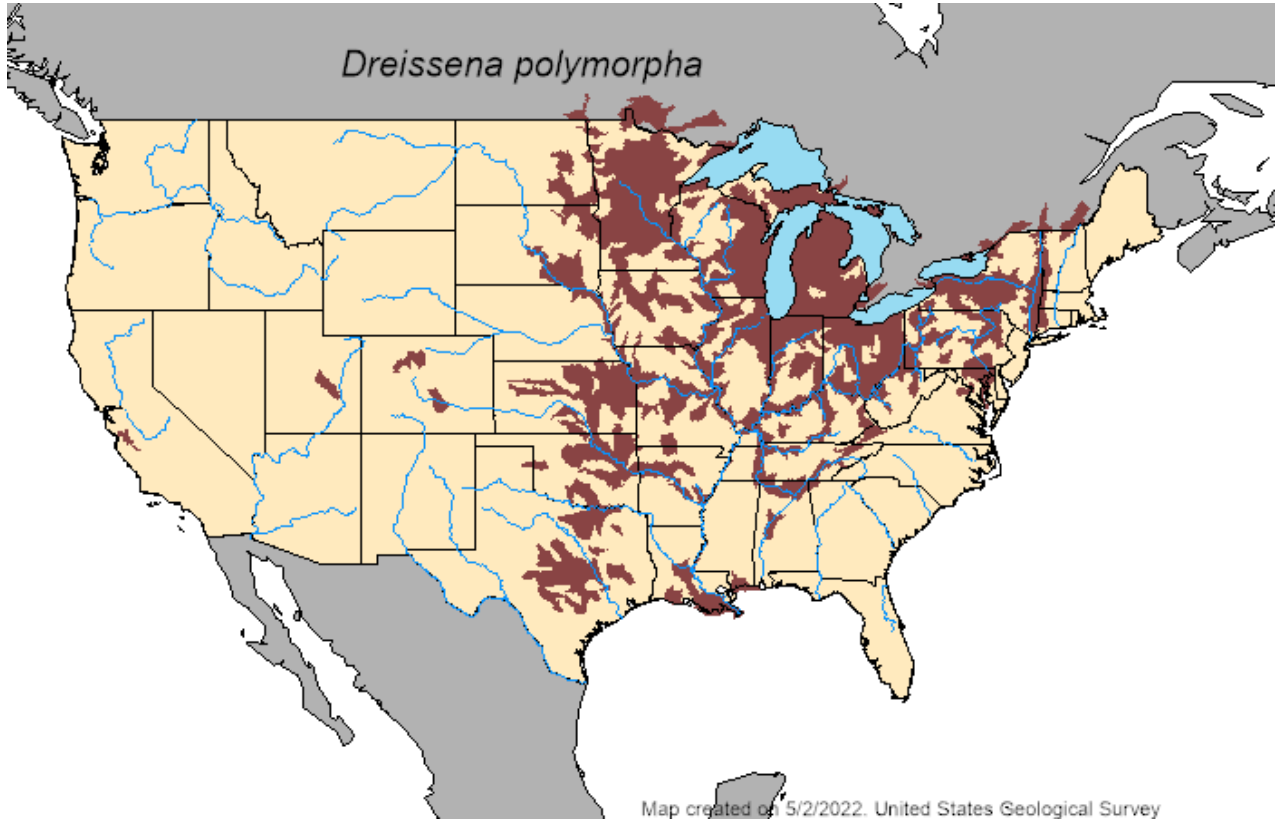 Dreissena polymorpha
Map created on 5/2/2022. United States Geological Survey